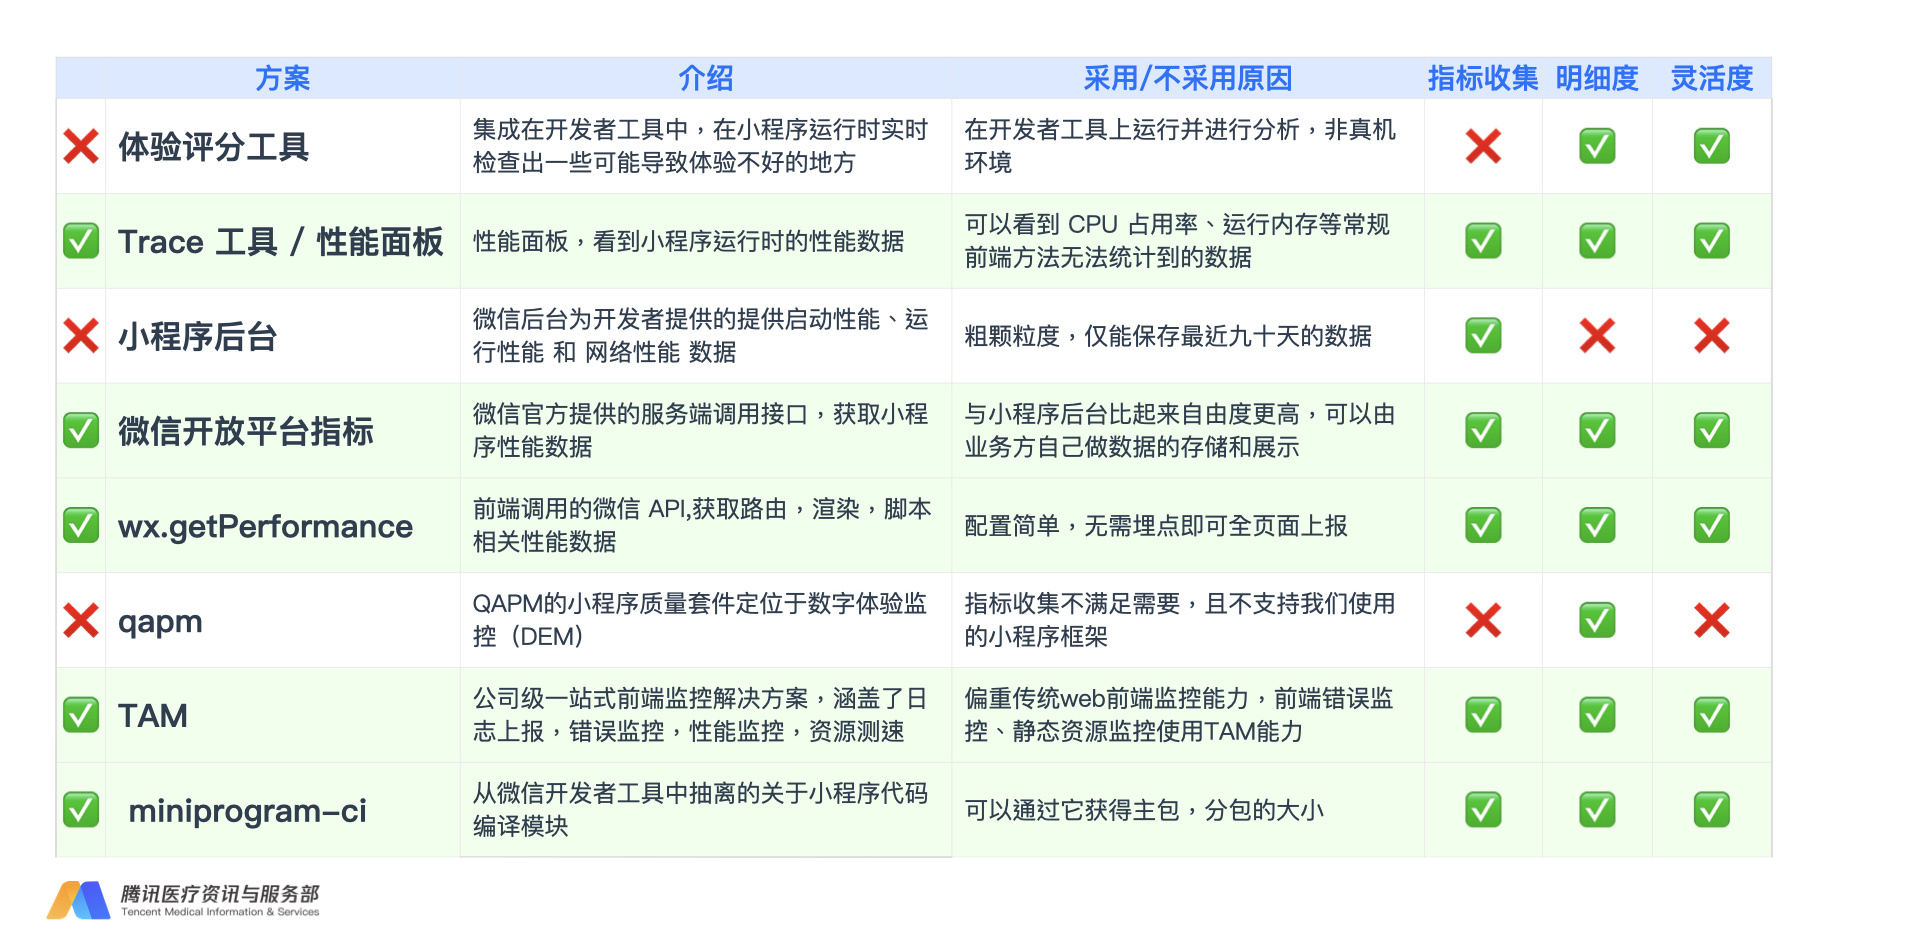 方案 介绍 采用/不采用原因 指标收集 明细度 灵活度
❌ 体验评分工具 集成在开发者工具中，在小程序运行时实时 在开发者工具上运行并进行分析，非真机 ❌ ✅ ✅
检查出一些可能导致体验不好的地方 环境
✅ Trace 工具 / 性能面板 性能面板，看到小程序运行时的性能数据 可以看到 CPU 占用率、运行内存等常规 ✅ ✅ ✅
前端方法无法统计到的数据
❌ 小程序后台 微信后台为开发者提供的提供启动性能、运 粗颗粒度，仅能保存最近九十天的数据 ✅ ❌ ❌
行性能 和 网络性能 数据
✅ 微信开放平台指标 微信官方提供的服务端调用接口，获取小程 与小程序后台比起来自由度更高，可以由 ✅ ✅ ✅
序性能数据 业务方自己做数据的存储和展示
✅ wx.getPerformance 前端调用的微信 API,获取路由，渲染，脚本 配置简单，无需埋点即可全页面上报 ✅ ✅ ✅
相关性能数据
❌ qapm QAPM的小程序质量套件定位于数字体验监 指标收集不满足需要，且不支持我们使用 ❌ ✅ ❌
控（DEM） 的小程序框架
✅ TAM 公司级一站式前端监控解决方案，涵盖了日 偏重传统web前端监控能力，前端错误监 ✅ ✅ ✅
志上报，错误监控，性能监控，资源测速 控、静态资源监控使用TAM能力
✅ miniprogram-ci 从微信开发者工具中抽离的关于小程序代码 可以通过它获得主包，分包的大小 ✅ ✅ ✅
编译模块
腾讯医疗资讯与服务部
Tencent Medical Information & Services